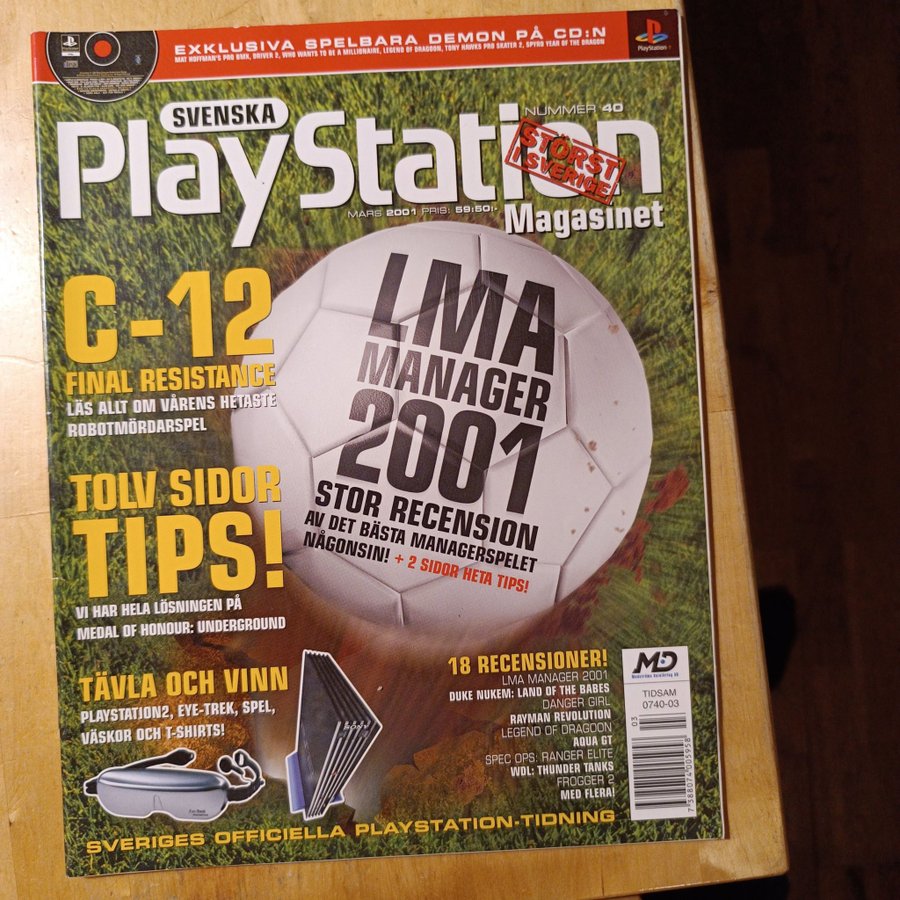 EXKLUSIVA SPELBARA DEMON PÅ CD:N
MAT HOFFMAN'S PRO BMX, DRIVER 2, WHO WANTS TO BE A MILLIONAIRE, LEGEND OF DRAGOON, TONY HAWKS PRO SKATER 2, SPYRO YEAR OF THE DRAGON
PlayStation
SVENSKA
NUMMER 40
PlayStation
STÖRST
I SVERIGE
MARS 2001 PRIS: 59:50:-
Magasinet
LMA
MANAGER
2001
STOR RECENSION
AV DET BÄSTA MANAGERSPELET
NÅGONSIN! + 2 SIDOR HETA TIPS!
C-12
FINAL RESISTANCE
LÄS ALLT OM VÅRENS HETASTE
ROBOTMÖRDARSPEL
TOLV SIDOR
TIPS!
VI HAR HELA LÖSNINGEN PÅ
MEDAL OF HONOUR: UNDERGROUND
TÄVLA OCH VINN
PLAYSTATION2, EYE-TREK, SPEL,
VÄSKOR OCH T-SHIRTS!
SONY
18 RECENSIONER!
LMA MANAGER 2001
DUKE NUKEM: LAND OF THE BABES
DANGER GIRL
RAYMAN REVOLUTION
LEGEND OF DRAGOON
AQUA GT
SPEC OPS: RANGER ELITE
WDL: THUNDER TANKS
FROGGER 2
MED FLERA!
MD
TIDSAM
0740-03
03
7 388074 005958
SVERIGES OFFICIELLA PLAYSTATION-TIDNING